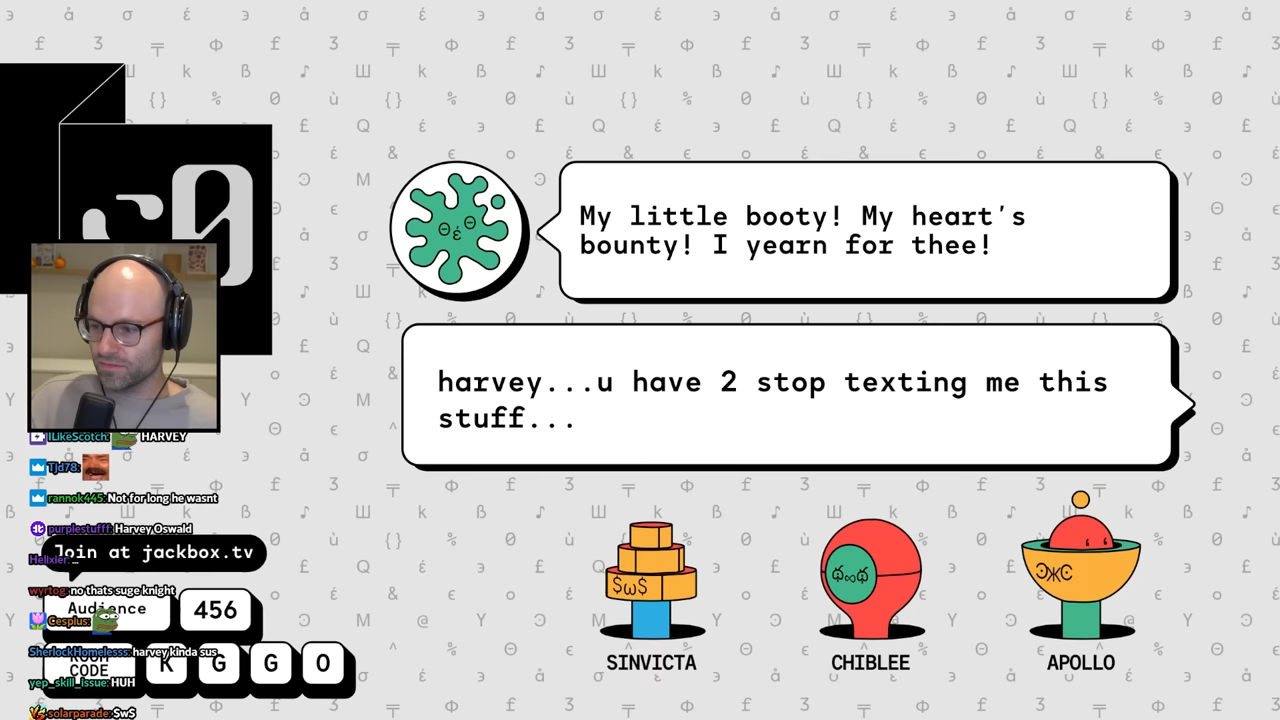 My little booty! My heart's
bounty! I yearn for thee!
harvey...u have 2 stop texting me this
stuff...
ILikeScotch: HARVEY
Tjd78:
rannok445: Not for long he wasnt
purplestufff: Harvey Oswald
Join at jackbox.tv
Helixler: _
wyrtog: no thats suge knight
Audience
456
Cesplus:
SherlockHomelesss: harvey kinda sus
ROOM
CODE
K G G O
yep_skill_issue: HUH
solarparade: $w$
$ω$
SINVICTA
CHIBLEE
APOLLO